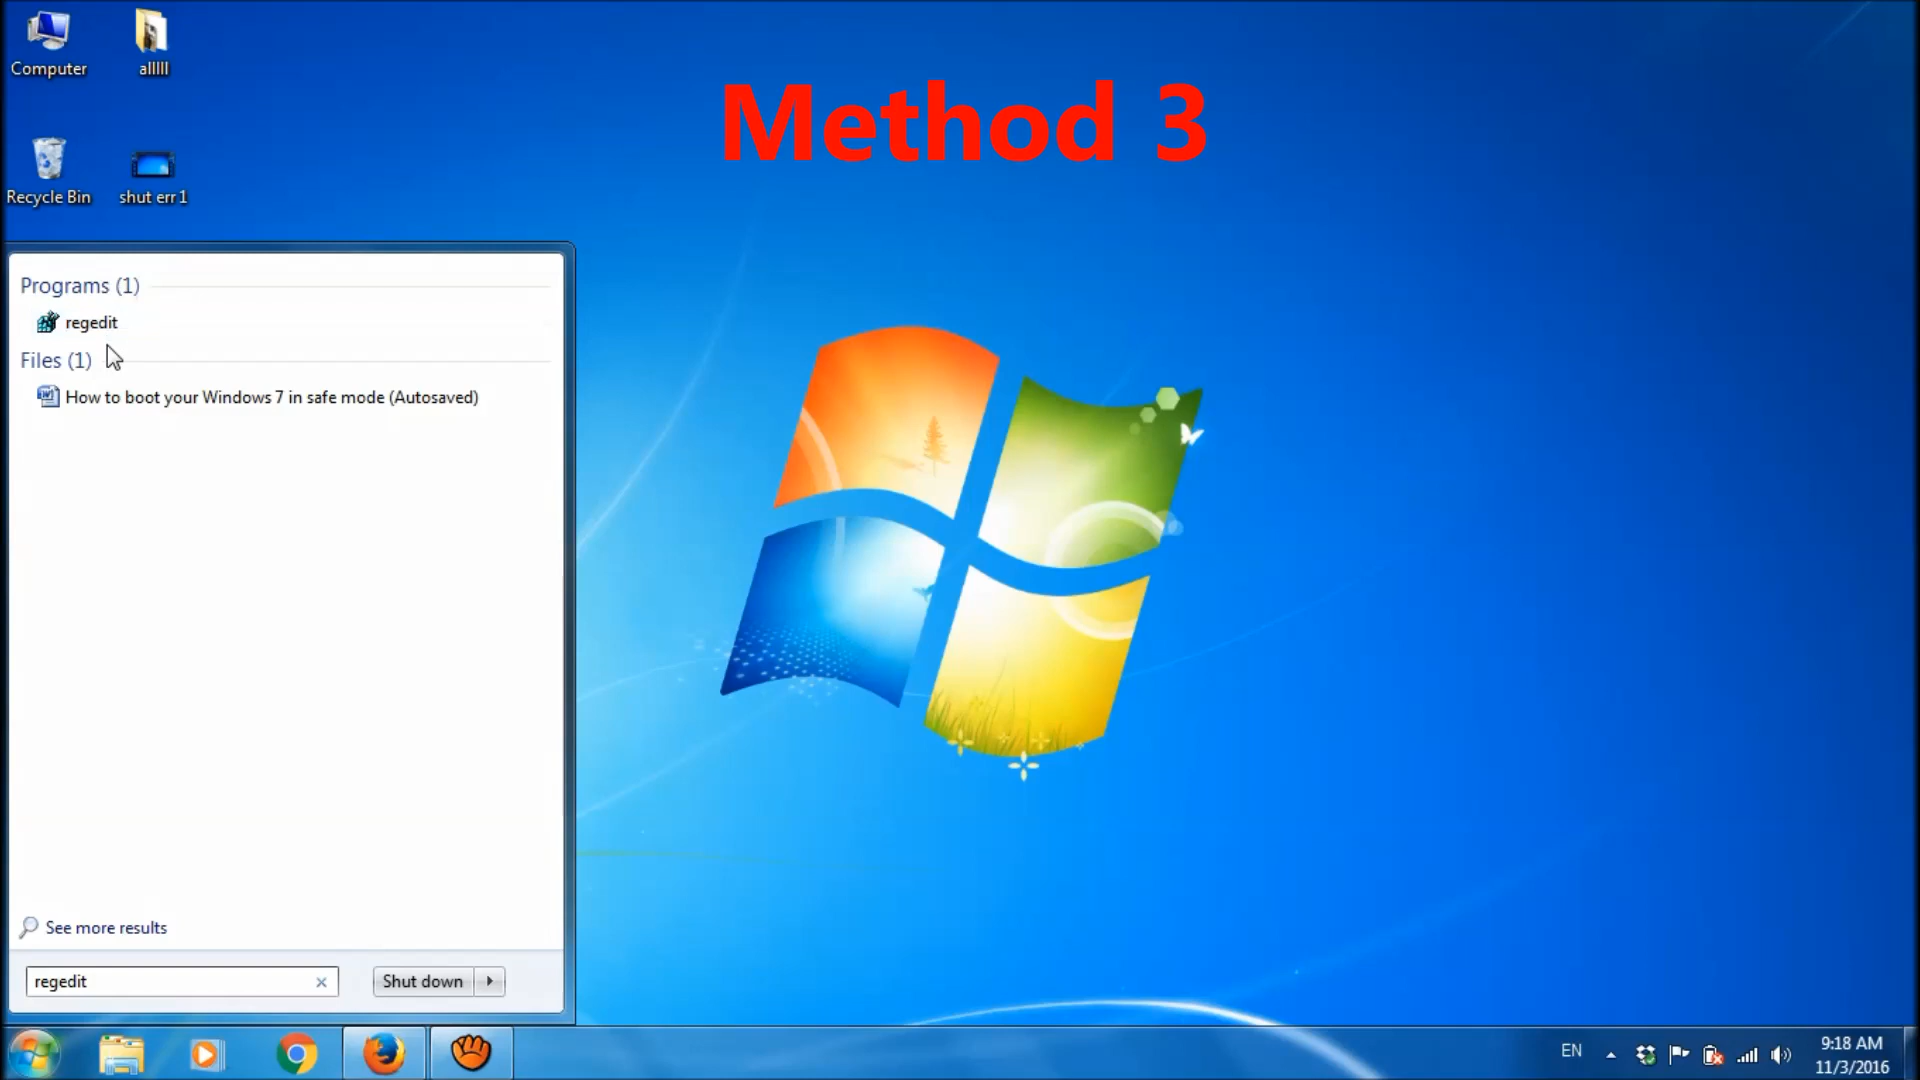 Computer
alllll
Method 3
Recycle Bin
shut err 1
Programs (1)
regedit
Files (1)
How to boot your Windows 7 in safe mode (Autosaved)
See more results
regedit
Shut down
EN
9:18 AM
11/3/2016